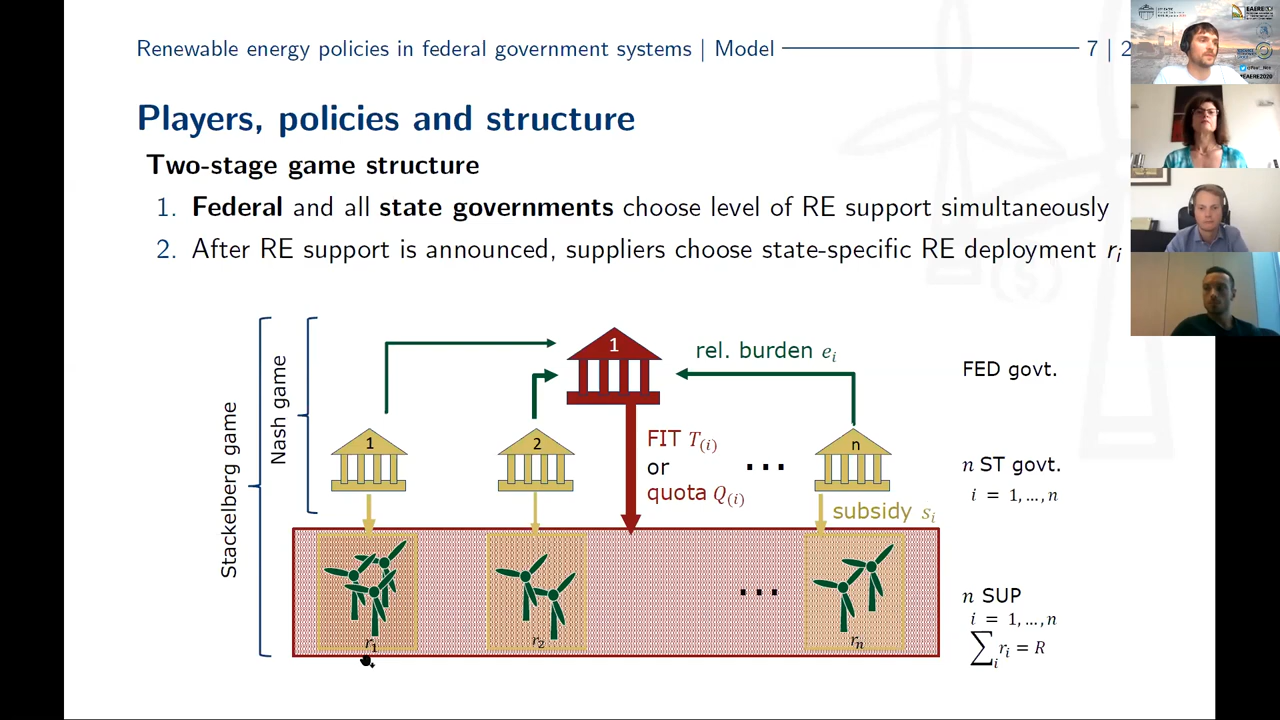 Renewable energy policies in federal government systems | Model 7 | 2
Players, policies and structure
Two-stage game structure
1. Federal and all state governments choose level of RE support simultaneously
2. After RE support is announced, suppliers choose state-specific RE deployment rᵢ
Stackelberg game
Nash game
1
rel. burden eᵢ
FED govt.
1
2
n
FIT T₍ᵢ₎
or
quota Q₍ᵢ₎
...
n ST govt.
i = 1,...,n
subsidy sᵢ
...
r₁
r₂
rₙ
n SUP
i = 1,...,n
∑ᵢ rᵢ = R
EAERE20
#EAERE2020